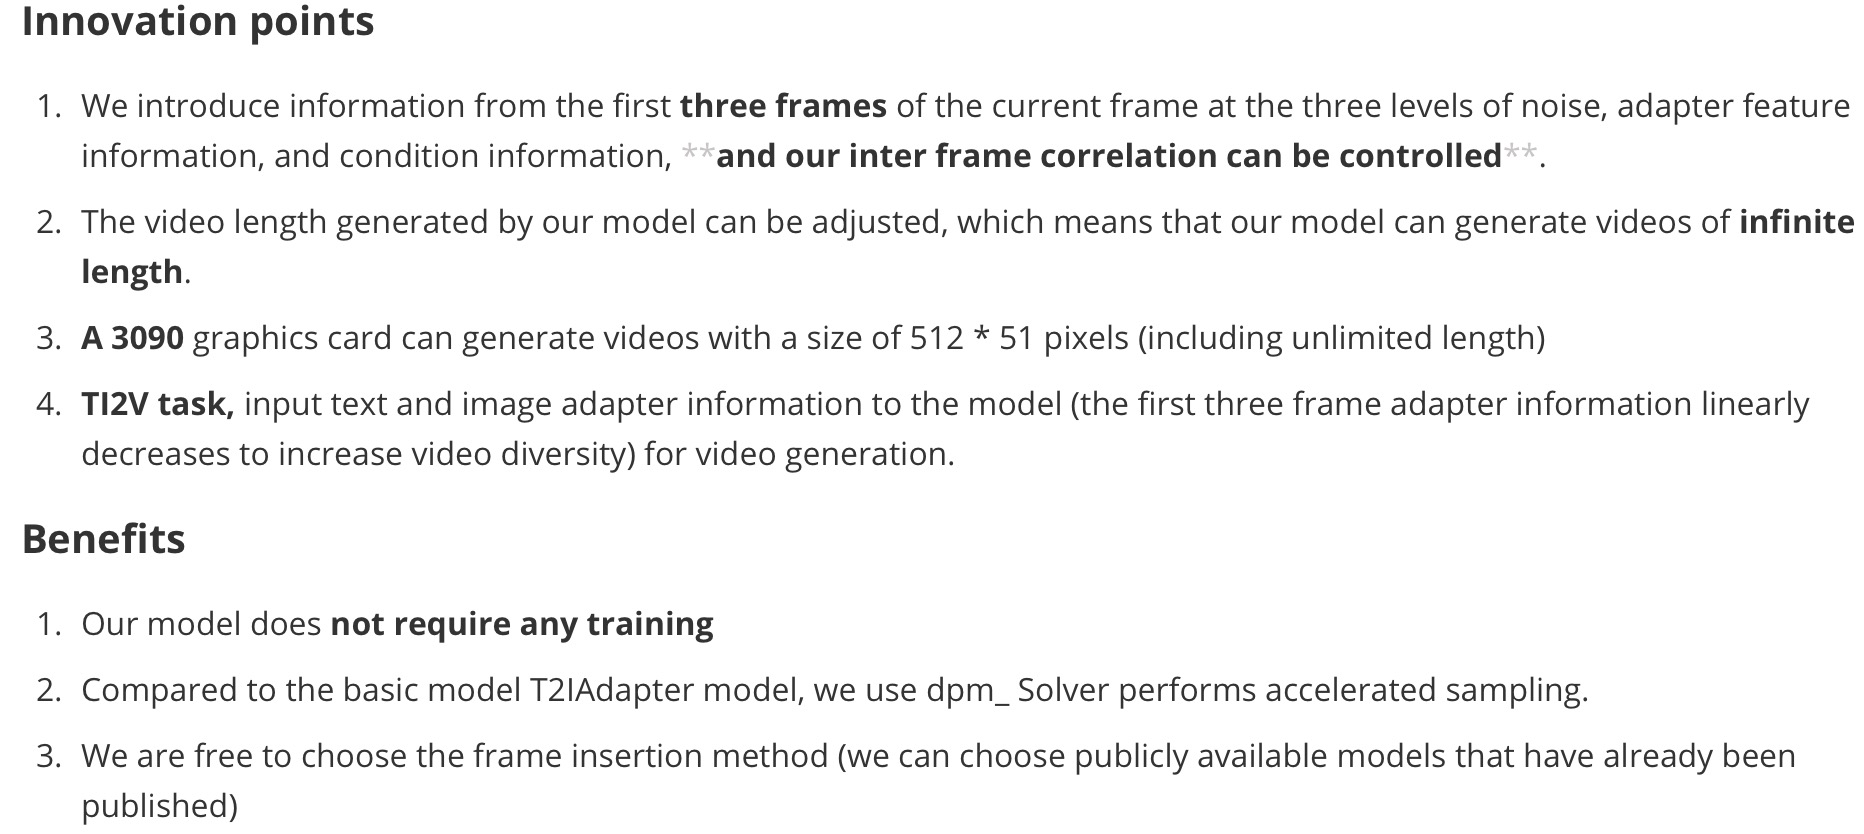 Innovation points
1. We introduce information from the first three frames of the current frame at the three levels of noise, adapter feature
information, and condition information, **and our inter frame correlation can be controlled**.
2. The video length generated by our model can be adjusted, which means that our model can generate videos of infinite
length.
3. A 3090 graphics card can generate videos with a size of 512 * 51 pixels (including unlimited length)
4. TI2V task, input text and image adapter information to the model (the first three frame adapter information linearly
decreases to increase video diversity) for video generation.
Benefits
1. Our model does not require any training
2. Compared to the basic model T2IAdapter model, we use dpm_ Solver performs accelerated sampling.
3. We are free to choose the frame insertion method (we can choose publicly available models that have already been
published)